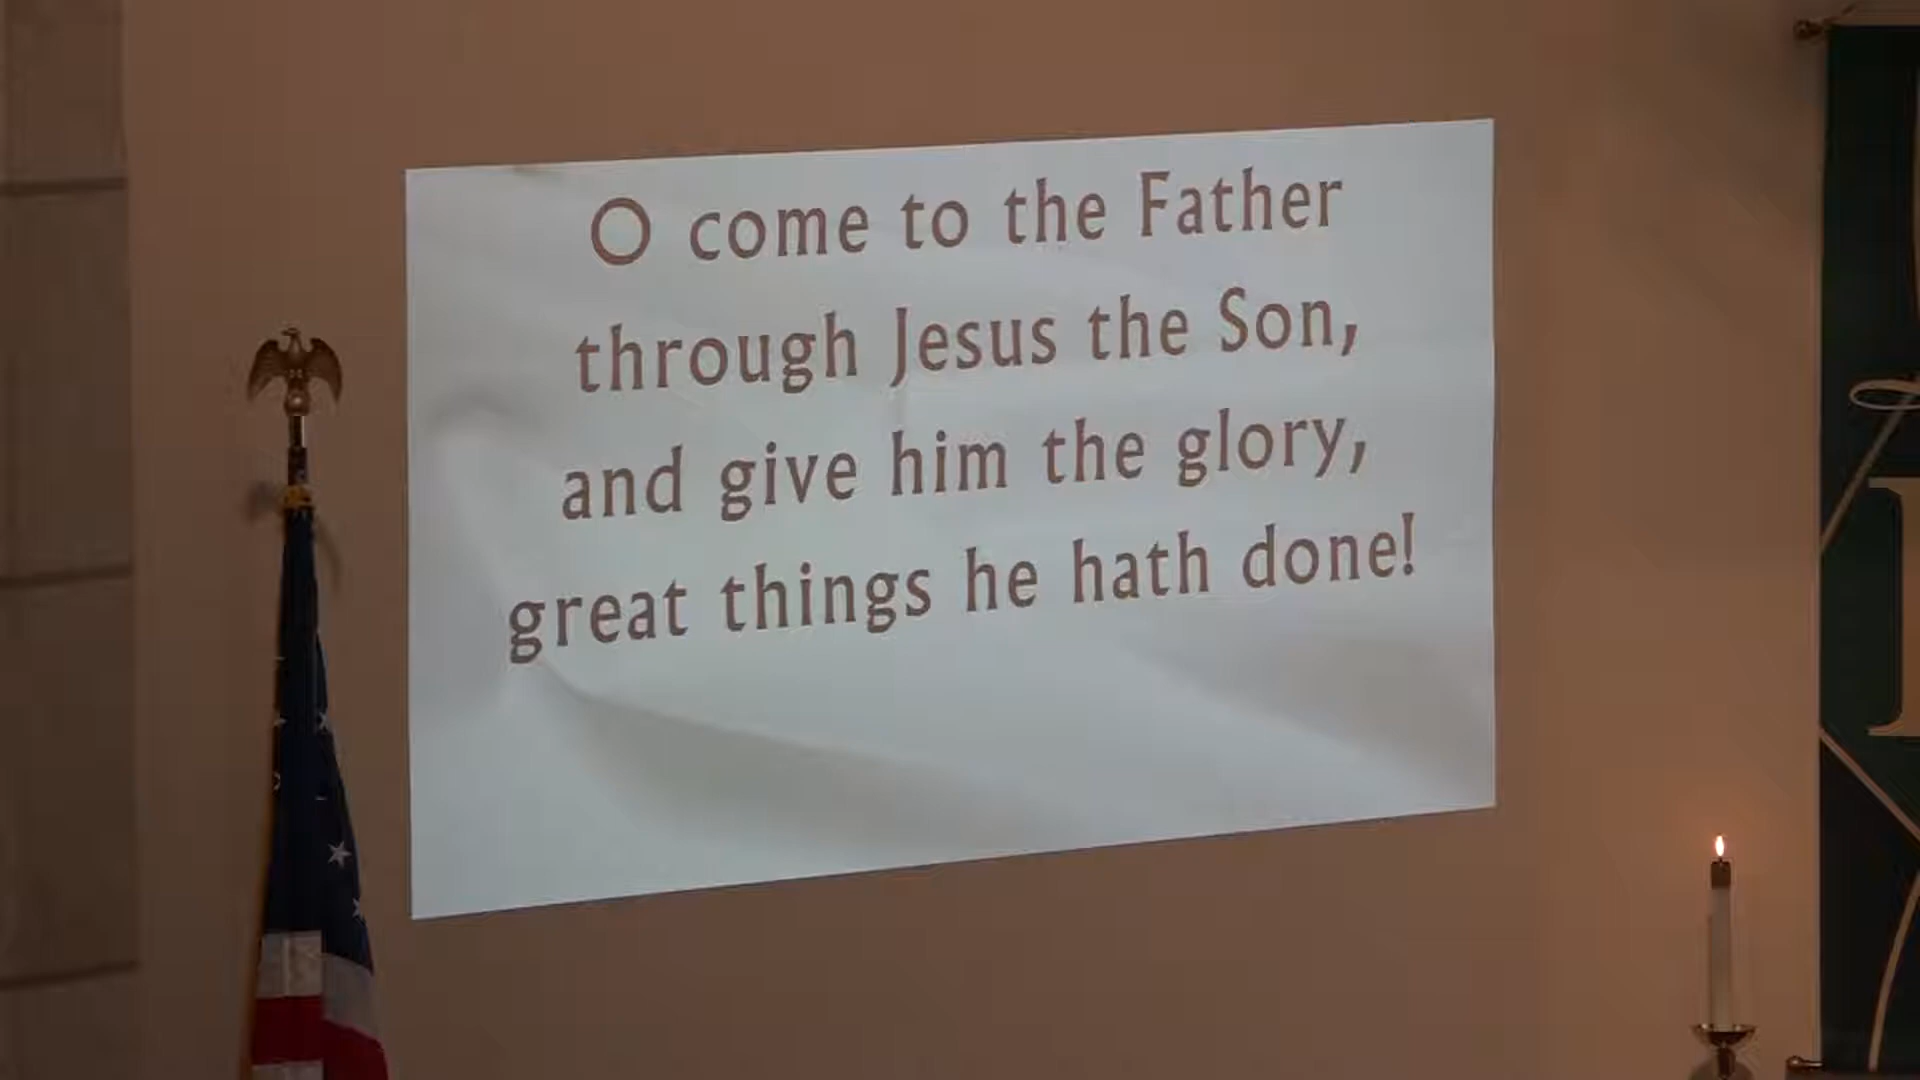 O come to the Father
through Jesus the Son,
and give him the glory,
great things he hath done!